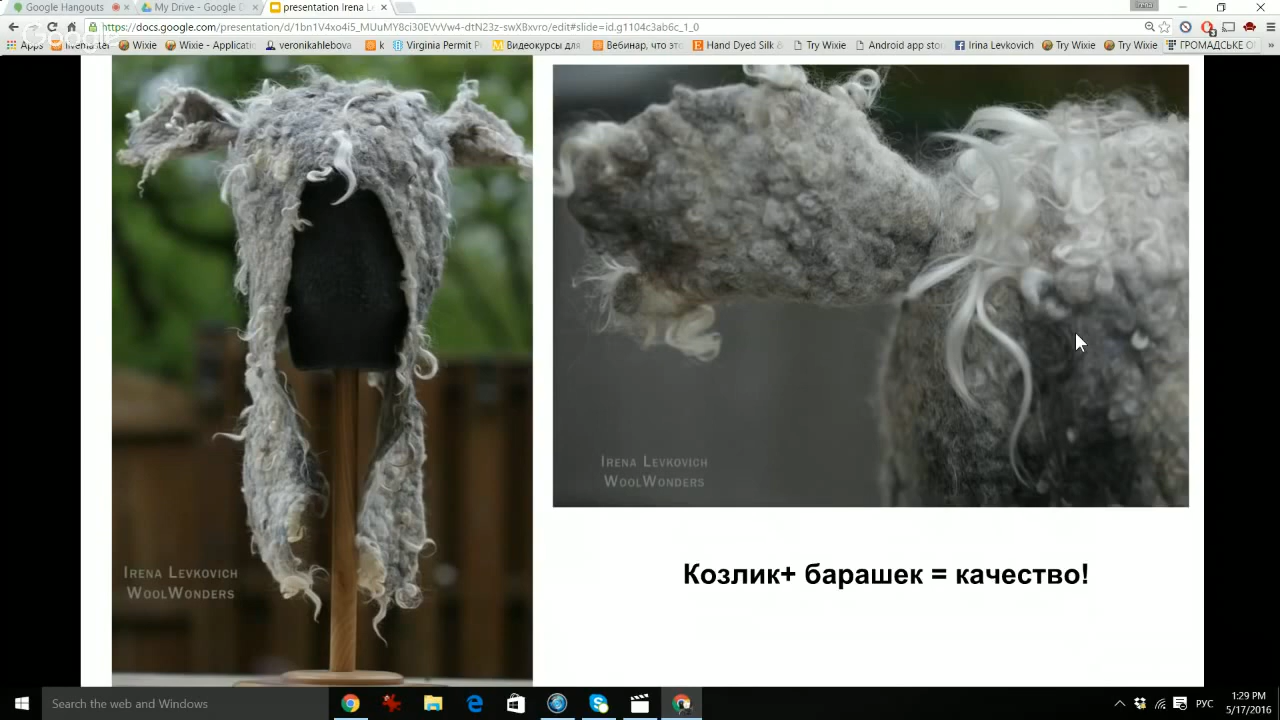 Google Hangouts
My Drive - Google D
presentation Irena Le
Irena
https://docs.google.com/presentation/d/1bn1V4xo4i5_MUuMY8ci30EVvVw4-dtN23z-swXBxvro/edit#slide=id.g1104c3ab6c_1_0
Apps
Wixie
Wixie - Applicatio
veronikahlebova
k
Virginia Permit P
Видеокурсы для
Вебинар, что это
Hand Dyed Silk &
Try Wixie
Android app stou
Irina Levkovich
Try Wixie
Try Wixie
ГРОМАДСЬКЕ О
IRENA LEVKOVICH
WOOLWONDERS
IRENA LEVKOVICH
WOOLWONDERS
Козлик+ барашек = качество!
Search the web and Windows
РУС
1:29 PM
5/17/2016